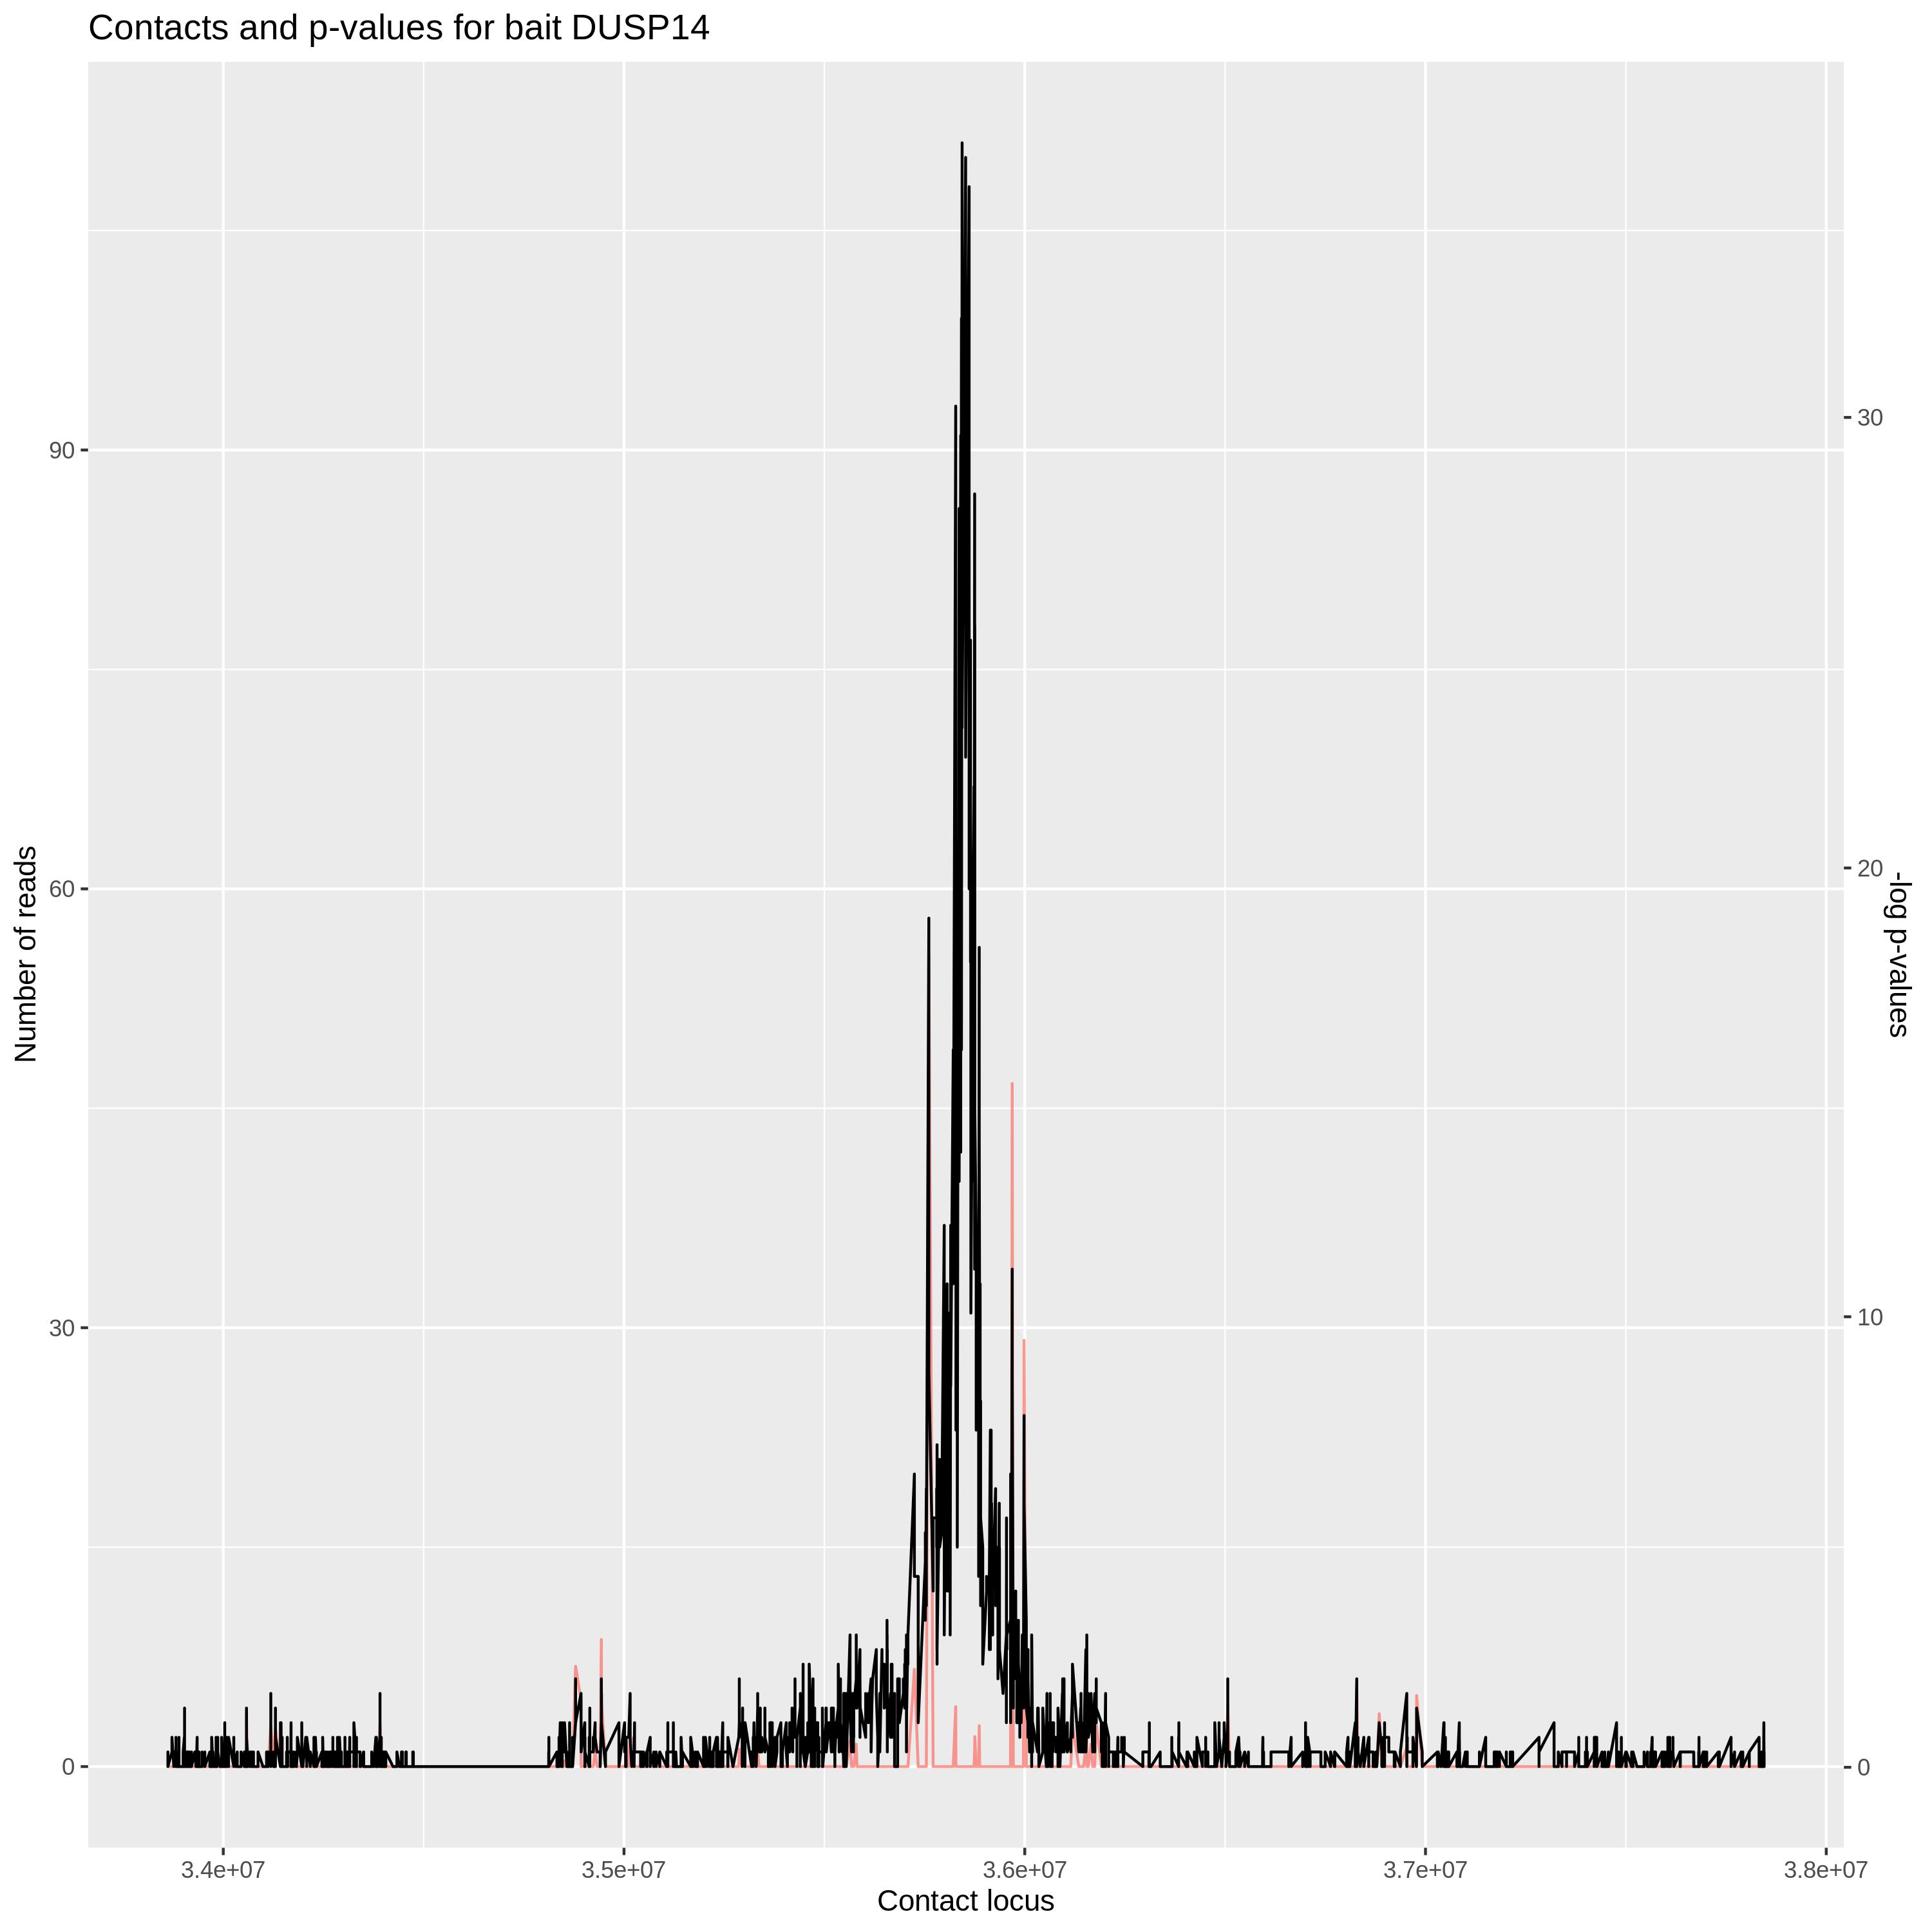 Contacts and p-values for bait DUSP14
90
60
30
0
30
20
10
0
Number of reads
-log p-values
3.4e+07
3.5e+07
3.6e+07
3.7e+07
3.8e+07
Contact locus